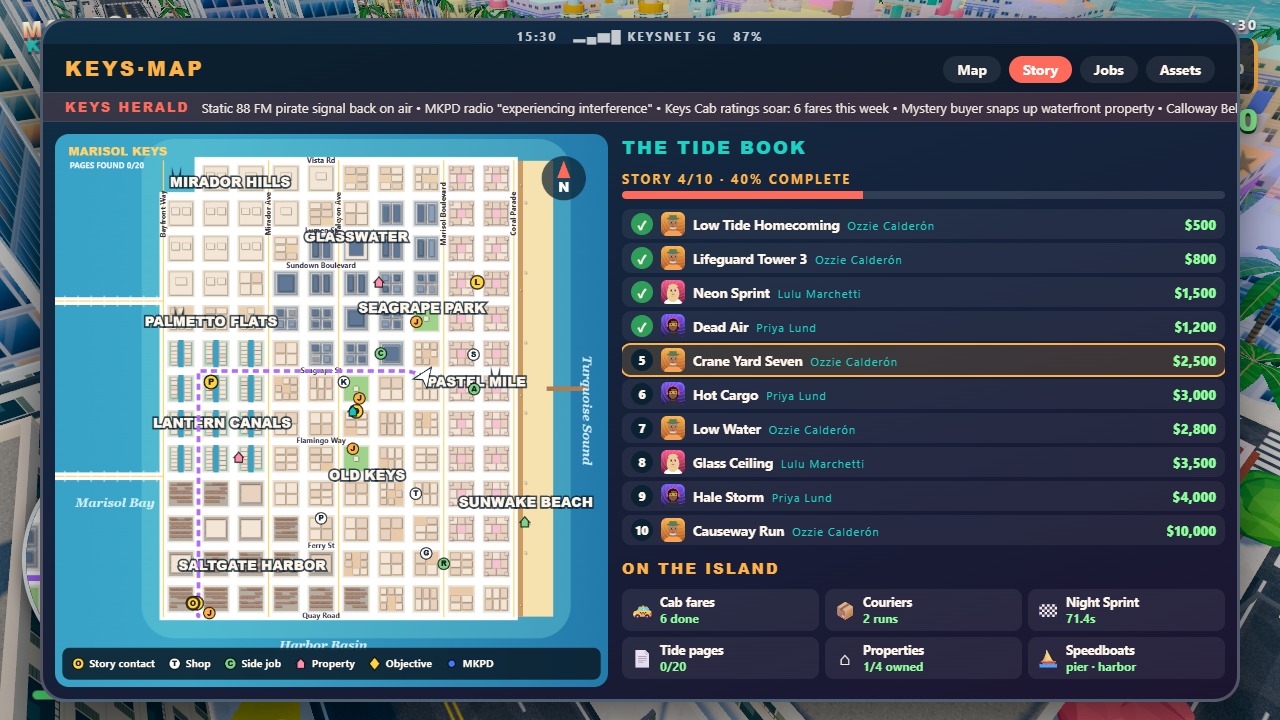 15:30 KEYSNET 5G 87%
KEYS·MAP
Map
Story
Jobs
Assets
KEYS HERALD Static 88 FM pirate signal back on air • MKPD radio "experiencing interference" • Keys Cab ratings soar: 6 fares this week • Mystery buyer snaps up waterfront property • Calloway Bel
MARISOL KEYS
PAGES FOUND 0/20
Vista Rd
N
MIRADOR HILLS
Bayfront Way
Mirador Ave
Halcyon Ave
Marisol Boulevard
Coral Parade
GLASSWATER
Sundown Boulevard
L
SEAGRAPE PARK
PALMETTO FLATS
J
C
S
Seagrape St
P
K
PASTEL MILE
A
Turquoise Sound
J
LANTERN CANALS
Flamingo Way
J
OLD KEYS
Marisol Bay
T
SUNWAKE BEACH
P
Ferry St
G
R
SALTGATE HARBOR
O
J
Quay Road
Harbor Basin
O Story contact
T Shop
C Side job
Property
Objective
MKPD
THE TIDE BOOK
STORY 4/10 · 40% COMPLETE
✓ Low Tide Homecoming Ozzie Calderón $500
✓ Lifeguard Tower 3 Ozzie Calderón $800
✓ Neon Sprint Lulu Marchetti $1,500
✓ Dead Air Priya Lund $1,200
5 Crane Yard Seven Ozzie Calderón $2,500
6 Hot Cargo Priya Lund $3,000
7 Low Water Ozzie Calderón $2,800
8 Glass Ceiling Lulu Marchetti $3,500
9 Hale Storm Priya Lund $4,000
10 Causeway Run Ozzie Calderón $10,000
ON THE ISLAND
Cab fares
6 done
Couriers
2 runs
Night Sprint
71.4s
Tide pages
0/20
Properties
1/4 owned
Speedboats
pier · harbor